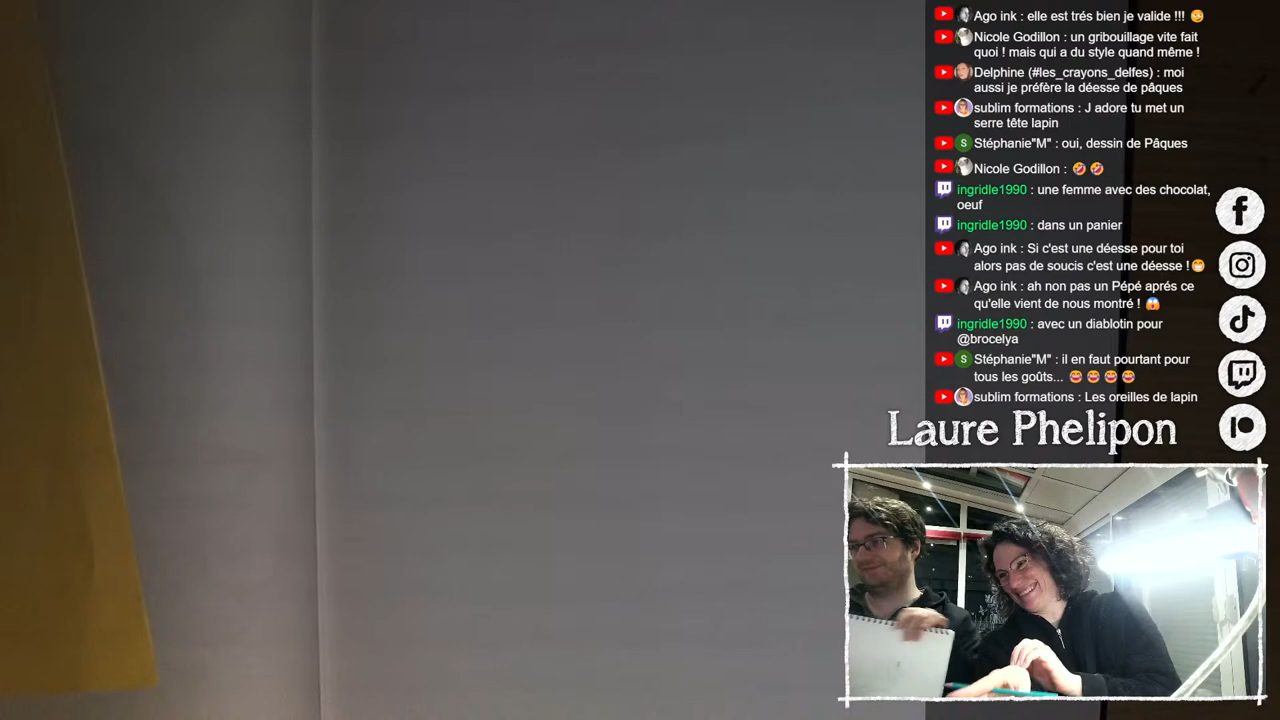 Ago ink : elle est trés bien je valide !!!
Nicole Godillon : un gribouillage vite fait
quoi ! mais qui a du style quand même !
Delphine (#les_crayons_delfes) : moi
aussi je préfère la déesse de pâques
sublim formations : J adore tu met un
serre tête lapin
S Stéphanie"M" : oui, dessin de Pâques
Nicole Godillon : 🤣 🤣
ingridle1990 : une femme avec des chocolat,
oeuf
ingridle1990 : dans un panier
Ago ink : Si c'est une déesse pour toi
alors pas de soucis c'est une déesse ! 😁
Ago ink : ah non pas un Pépé aprés ce
qu'elle vient de nous montré ! 😱
ingridle1990 : avec un diablotin pour
@brocelya
S Stéphanie"M" : il en faut pourtant pour
tous les goûts... 😂 😂 😂 😂
sublim formations : Les oreilles de lapin
Laure Phelipon